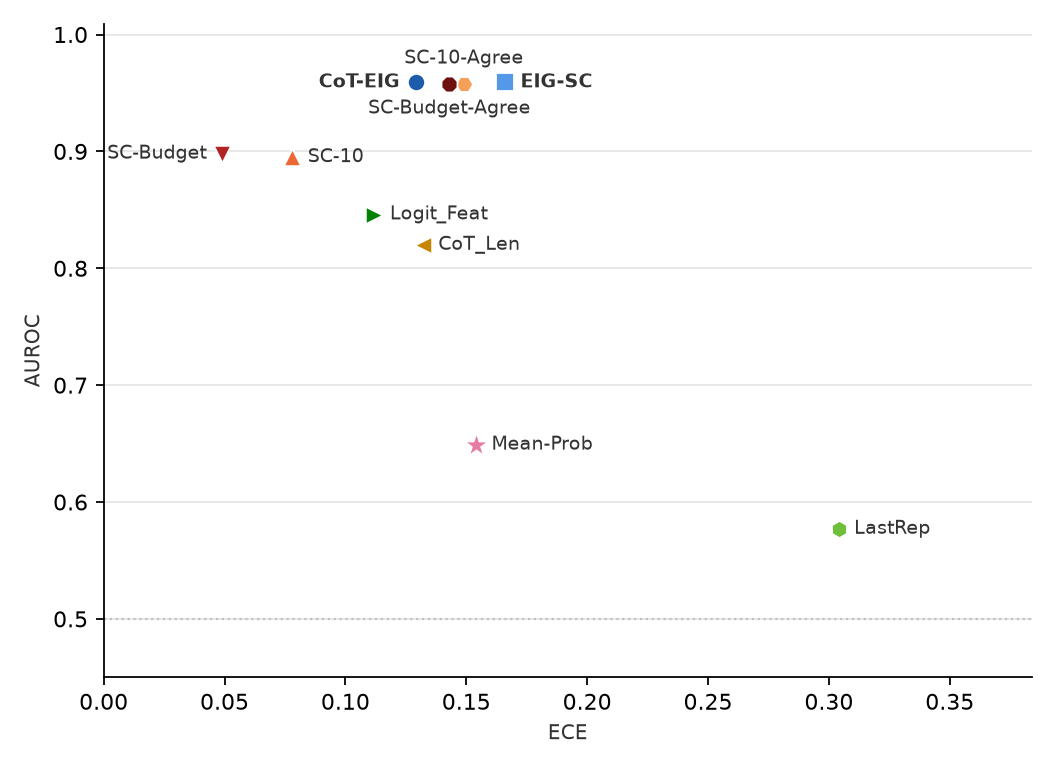 1.0
SC-10-Agree
CoT-EIG
EIG-SC
SC-Budget-Agree
0.9
SC-Budget
SC-10
Logit_Feat
CoT_Len
0.8
AUROC
0.7
Mean-Prob
0.6
LastRep
0.5
0.00 0.05 0.10 0.15 0.20 0.25 0.30 0.35
ECE